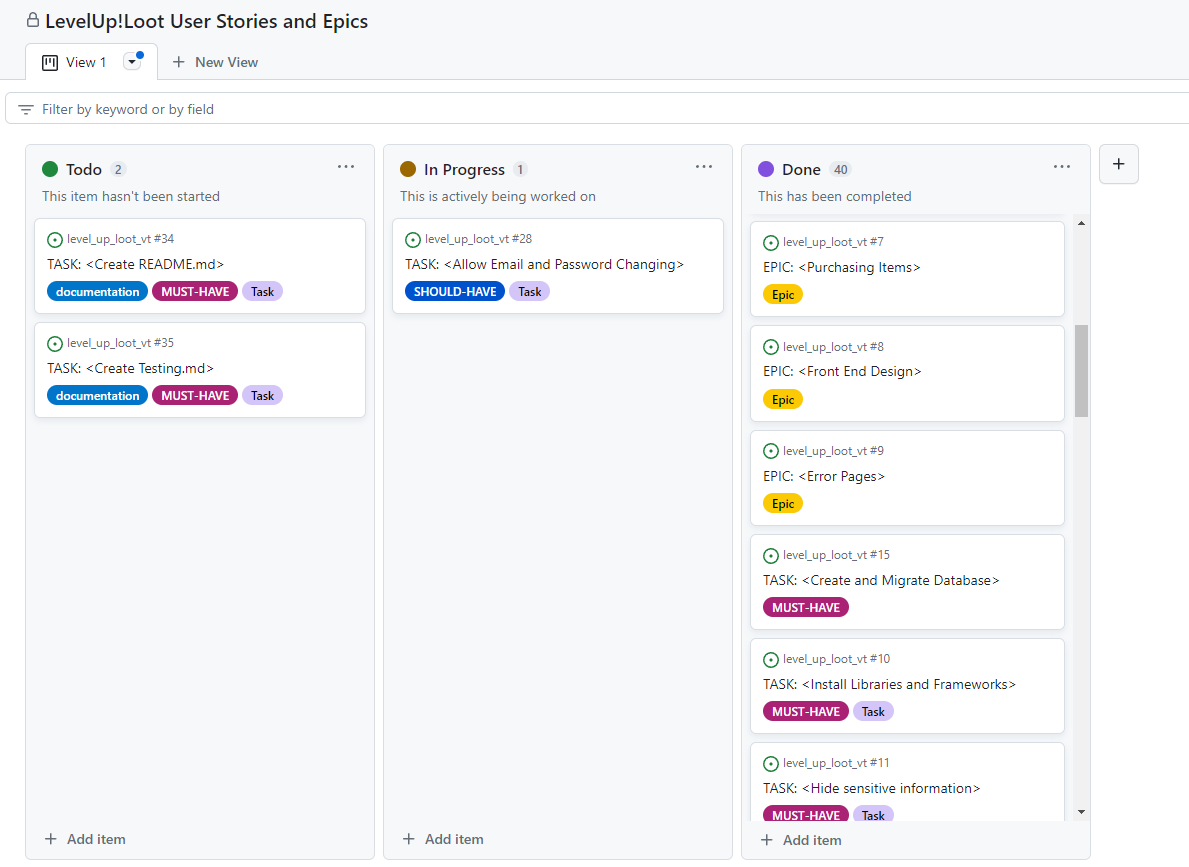 LevelUp!Loot User Stories and Epics
View 1
New View
Filter by keyword or by field
Todo 2
This item hasn't been started
level_up_loot_vt #34
TASK: <Create README.md>
documentation MUST-HAVE Task
level_up_loot_vt #35
TASK: <Create Testing.md>
documentation MUST-HAVE Task
Add item
In Progress 1
This is actively being worked on
level_up_loot_vt #28
TASK: <Allow Email and Password Changing>
SHOULD-HAVE Task
Add item
Done 40
This has been completed
level_up_loot_vt #7
EPIC: <Purchasing Items>
Epic
level_up_loot_vt #8
EPIC: <Front End Design>
Epic
level_up_loot_vt #9
EPIC: <Error Pages>
Epic
level_up_loot_vt #15
TASK: <Create and Migrate Database>
MUST-HAVE
level_up_loot_vt #10
TASK: <Install Libraries and Frameworks>
MUST-HAVE Task
level_up_loot_vt #11
TASK: <Hide sensitive information>
MUST-HAVE Task
Add item